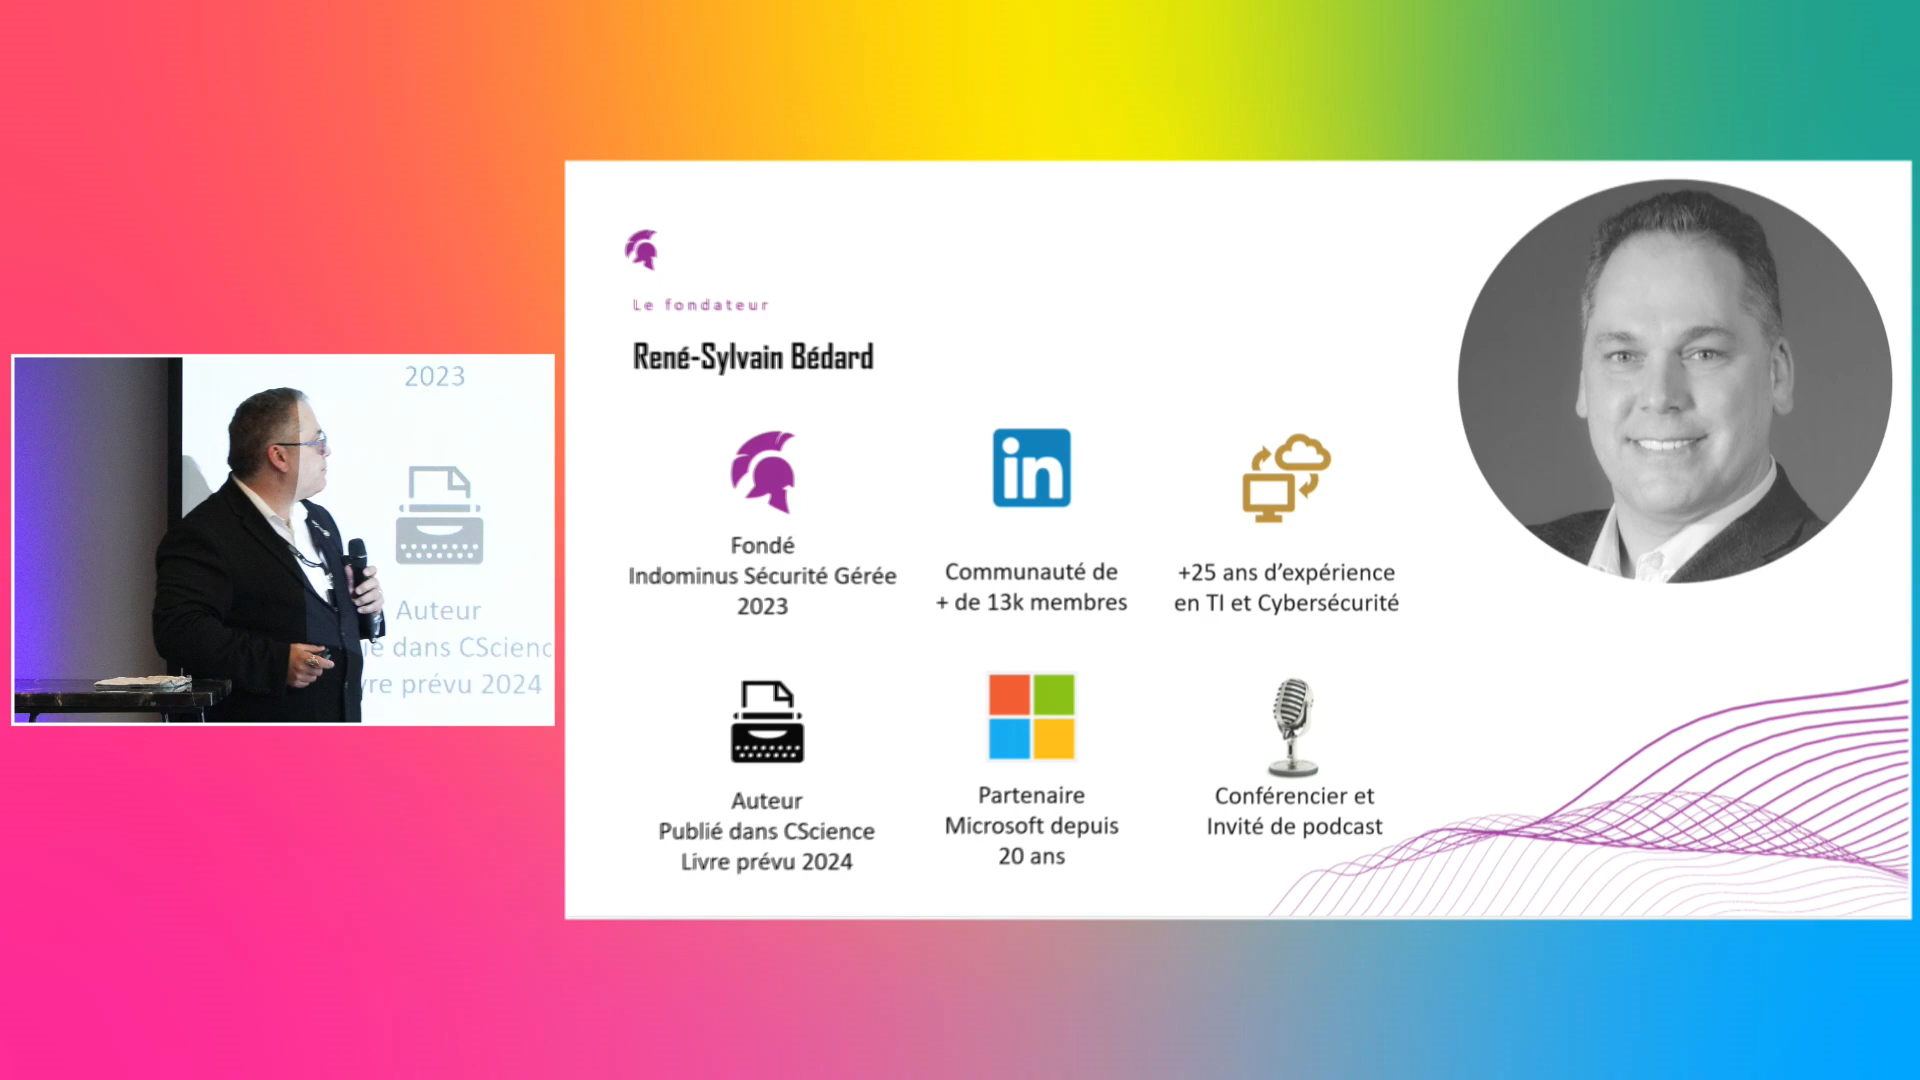 2023
Auteur
dans CScienc
re prévu 2024
Le fondateur
René-Sylvain Bédard
Fondé
Indominus Sécurité Gérée
2023
in
Communauté de
+ de 13k membres
+25 ans d’expérience
en TI et Cybersécurité
Auteur
Publié dans CScience
Livre prévu 2024
Partenaire
Microsoft depuis
20 ans
Conférencier et
Invité de podcast